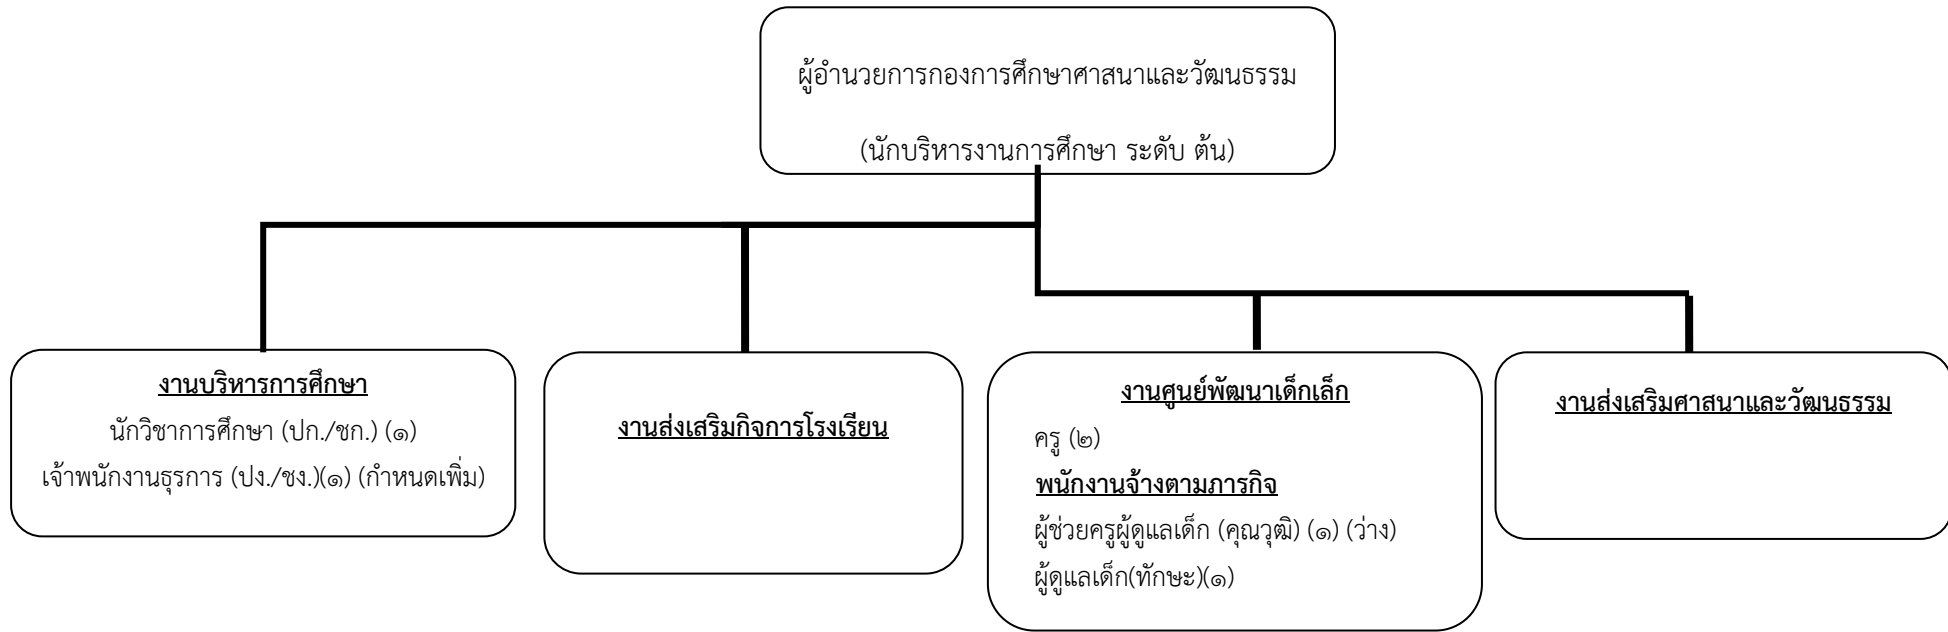 ผู้อำนวยการกองการศึกษาศาสนาและวัฒนธรรม
(นักบริหารงานการศึกษา ระดับ ต้น)
งานบริหารการศึกษา
นักวิชาการศึกษา (ปก./ชก.) (๑)
เจ้าพนักงานธุรการ (ปง./ชง.)(๑) (กำหนดเพิ่ม)
งานส่งเสริมกิจการโรงเรียน
งานศูนย์พัฒนาเด็กเล็ก
ครู (๒)
พนักงานจ้างตามภารกิจ
ผู้ช่วยครูผู้ดูแลเด็ก (คุณวุฒิ) (๑) (ว่าง)
ผู้ดูแลเด็ก(ทักษะ)(๑)
งานส่งเสริมศาสนาและวัฒนธรรม